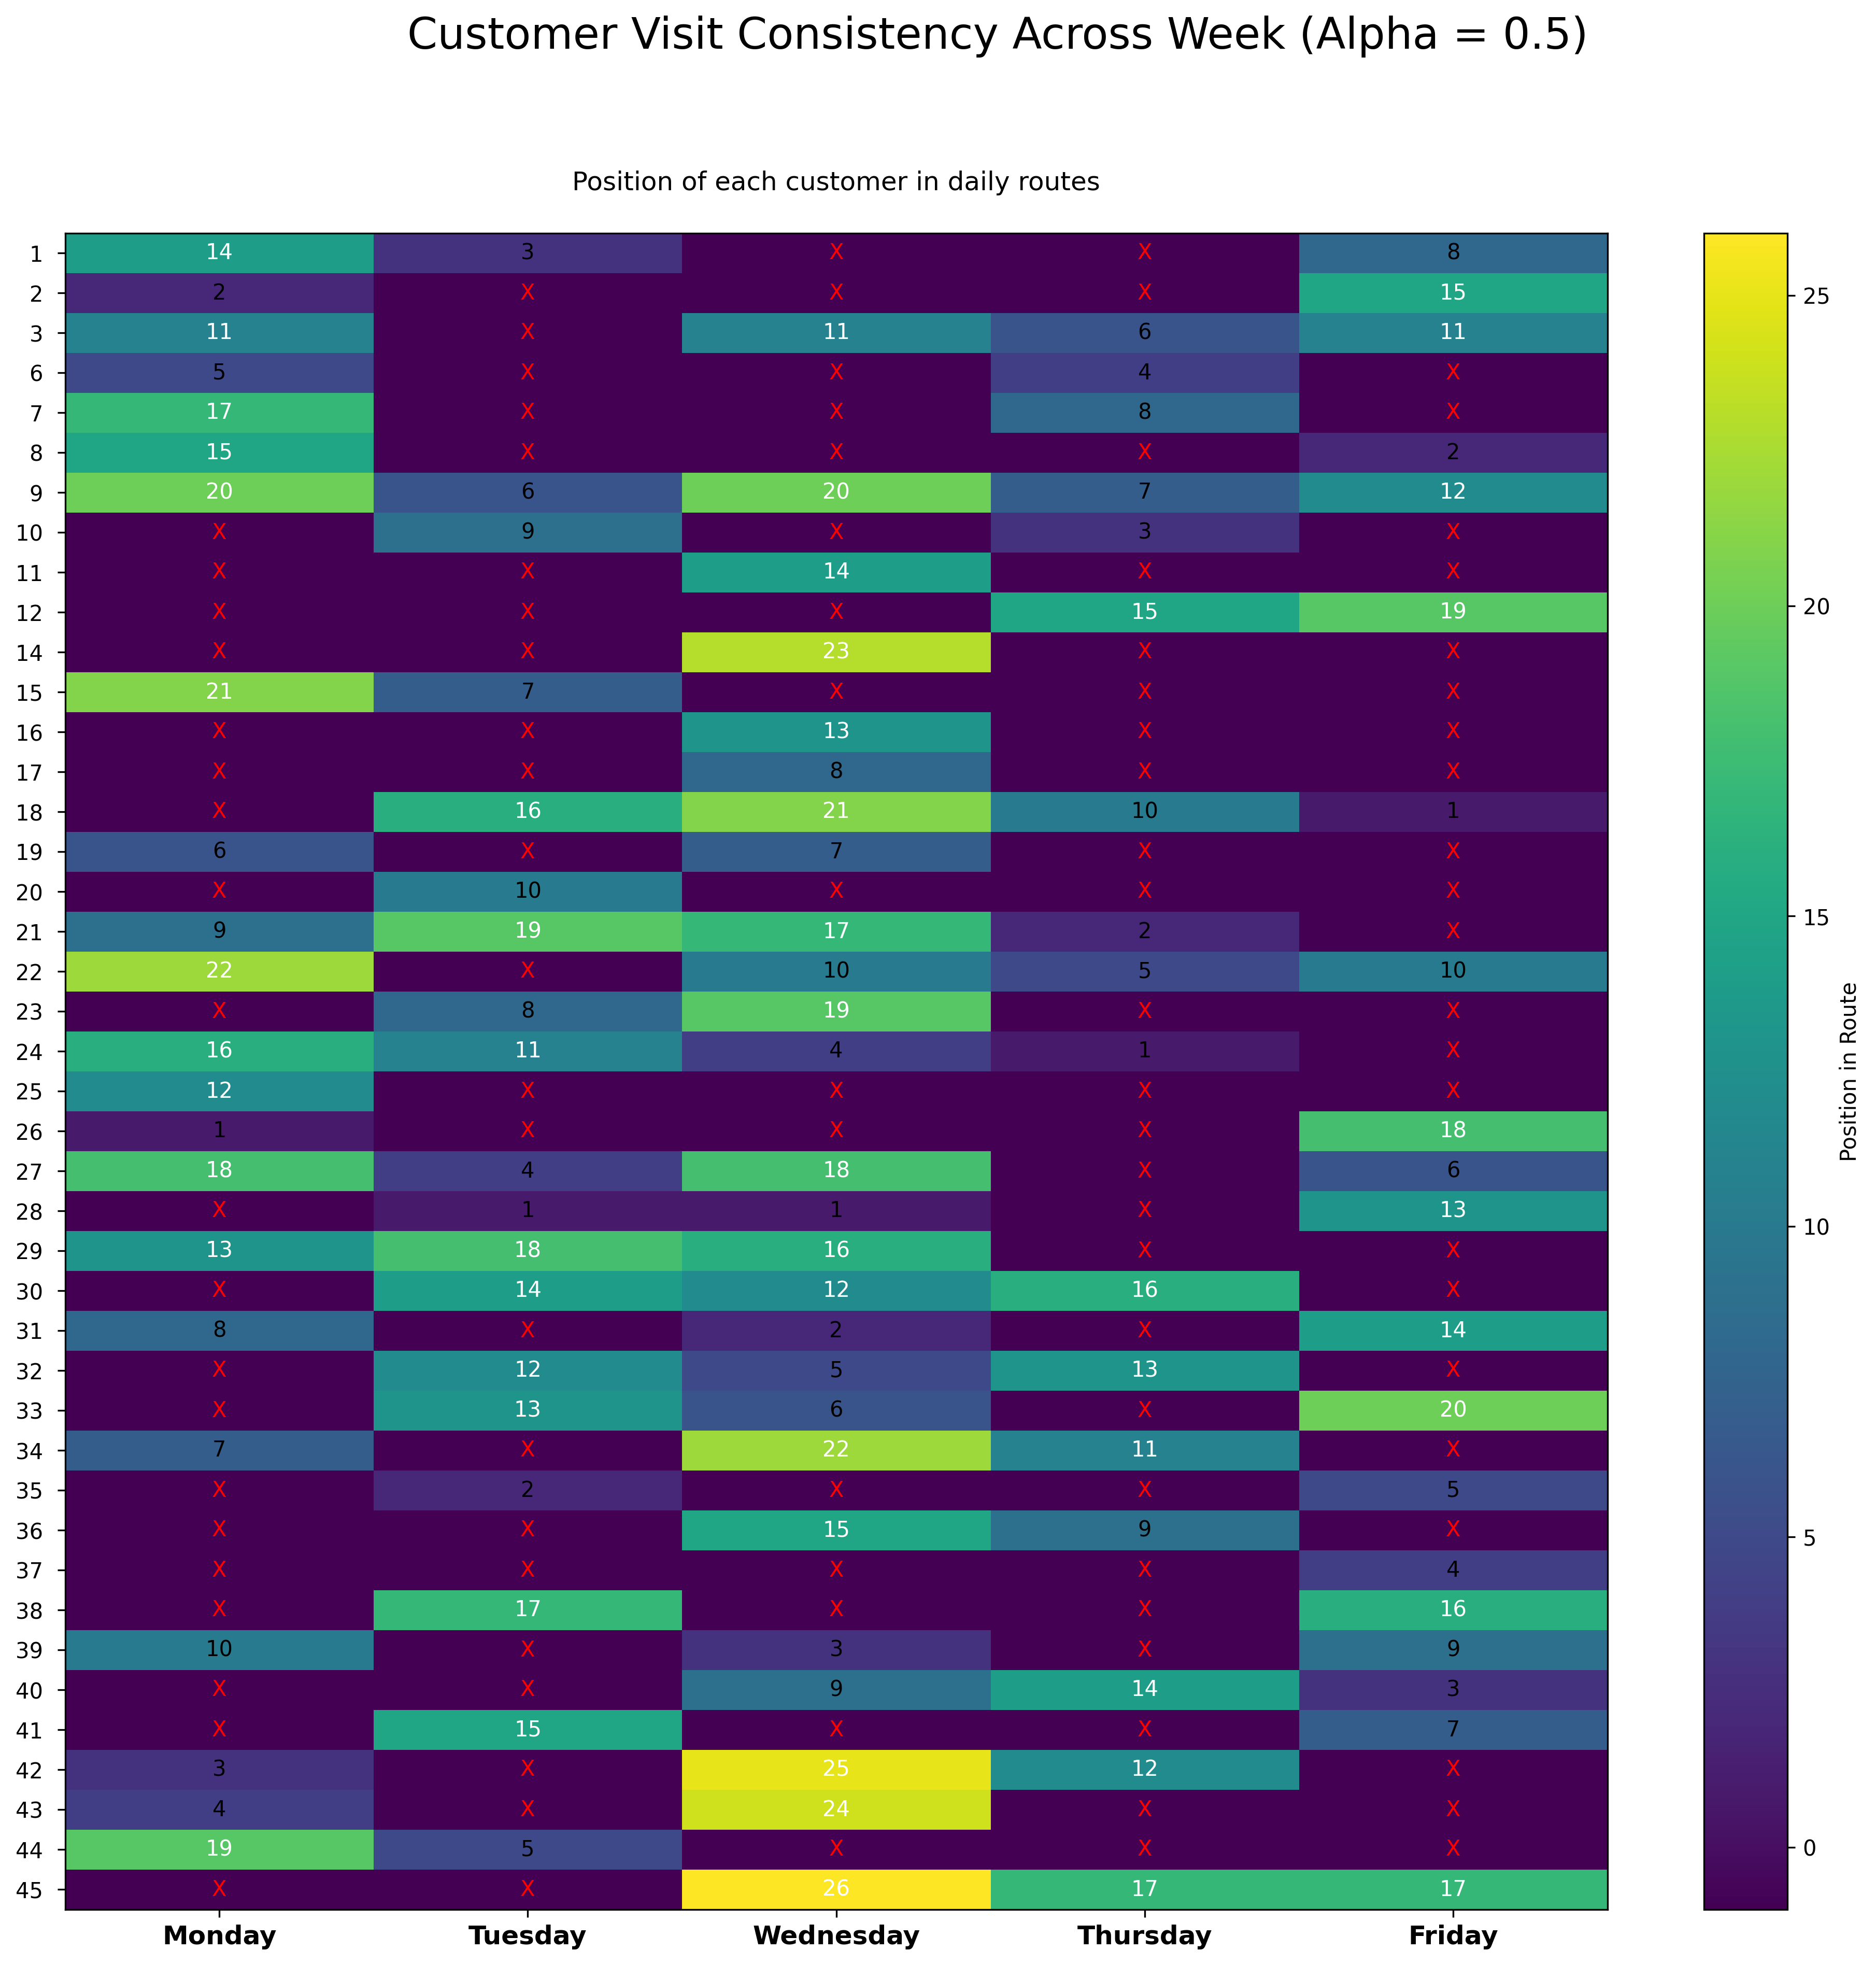 Customer Visit Consistency Across Week (Alpha = 0.5)
Position of each customer in daily routes
1 14 3 X X 8
2 2 X X X 15
3 11 X 11 6 11
6 5 X X 4 X
7 17 X X 8 X
8 15 X X X 2
9 20 6 20 7 12
10 X 9 X 3 X
11 X X 14 X X
12 X X X 15 19
14 X X 23 X X
15 21 7 X X X
16 X X 13 X X
17 X X 8 X X
18 X 16 21 10 1
19 6 X 7 X X
20 X 10 X X X
21 9 19 17 2 X
22 22 X 10 5 10
23 X 8 19 X X
24 16 11 4 1 X
25 12 X X X X
26 1 X X X 18
27 18 4 18 X 6
28 X 1 1 X 13
29 13 18 16 X X
30 X 14 12 16 X
31 8 X 2 X 14
32 X 12 5 13 X
33 X 13 6 X 20
34 7 X 22 11 X
35 X 2 X X 5
36 X X 15 9 X
37 X X X X 4
38 X 17 X X 16
39 10 X 3 X 9
40 X X 9 14 3
41 X 15 X X 7
42 3 X 25 12 X
43 4 X 24 X X
44 19 5 X X X
45 X X 26 17 17
Monday Tuesday Wednesday Thursday Friday
25
20
15
10
5
0
Position in Route